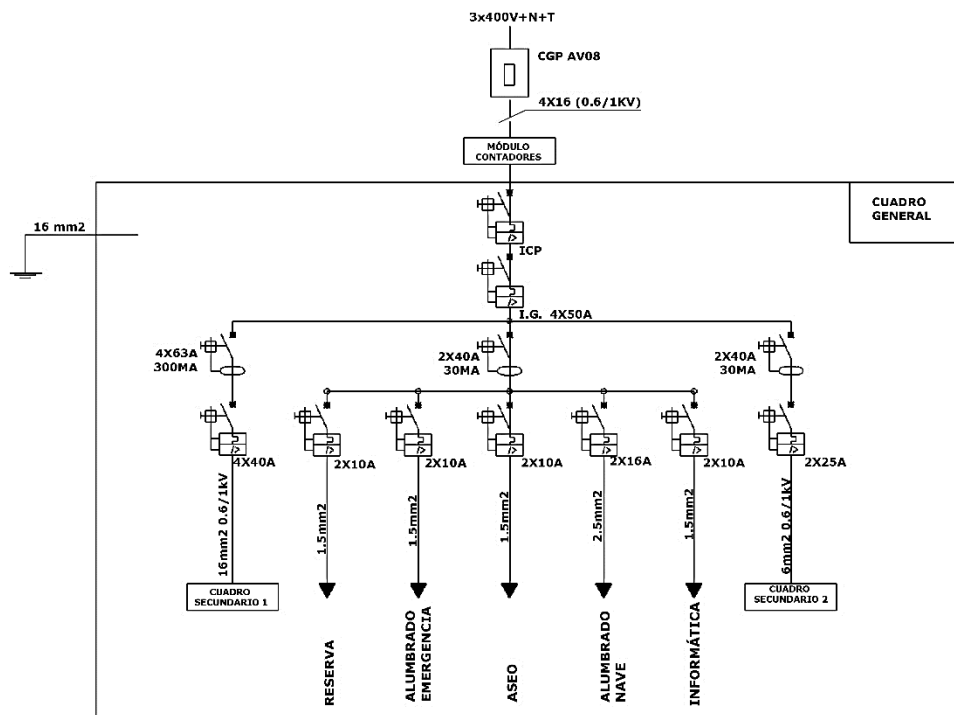 3x400V+N+T
CGP AV08
4X16 (0.6/1KV)
MÓDULO
CONTADORES
CUADRO
GENERAL
16 mm2
ICP
I.G. 4X50A
4X63A
300MA
2X40A
30MA
2X40A
30MA
4X40A
2X10A
2X10A
2X10A
2X16A
2X10A
2X25A
16mm2 0.6/1kV
1.5mm2
1.5mm2
1.5mm2
2.5mm2
1.5mm2
6mm2 0.6/1kV
CUADRO
SECUNDARIO 1
CUADRO
SECUNDARIO 2
RESERVA
ALUMBRADO
EMERGENCIA
ASEO
ALUMBRADO
NAVE
INFORMÁTICA